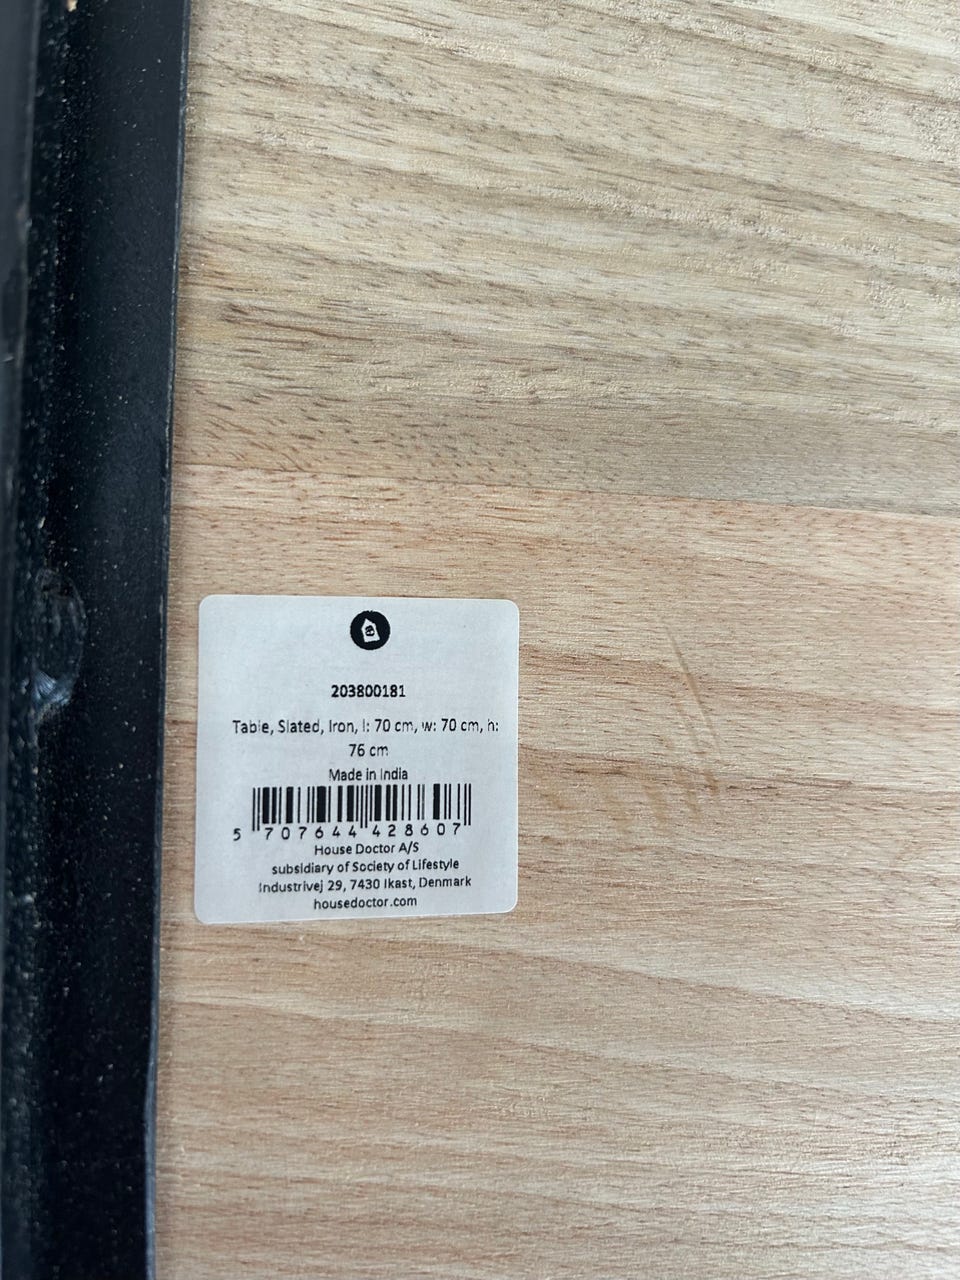 203800181
Table, Slated, Iron, l: 70 cm, w: 70 cm, h:
76 cm
Made in India
5 707644 428607
House Doctor A/S
subsidiary of Society of Lifestyle
Industrivej 29, 7430 Ikast, Denmark
housedoctor.com